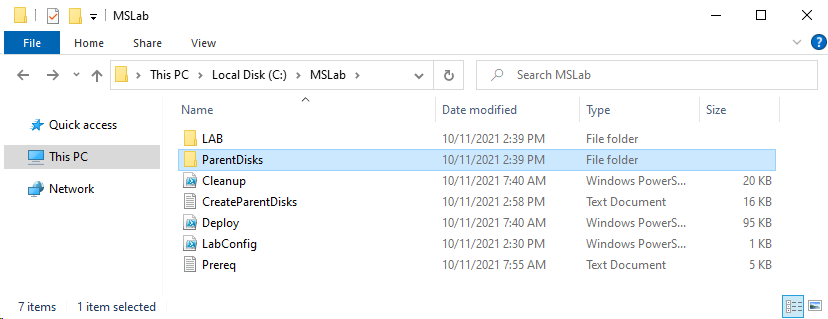 MSLab
File Home Share View
This PC Local Disk (C:) MSLab Search MSLab
Name Date modified Type Size
Quick access
This PC
Network
LAB 10/11/2021 2:39 PM File folder
ParentDisks 10/11/2021 2:39 PM File folder
Cleanup 10/11/2021 7:40 AM Windows PowerS... 20 KB
CreateParentDisks 10/11/2021 2:58 PM Text Document 16 KB
Deploy 10/11/2021 7:40 AM Windows PowerS... 95 KB
LabConfig 10/11/2021 2:30 PM Windows PowerS... 1 KB
Prereq 10/11/2021 7:55 AM Text Document 5 KB
7 items 1 item selected